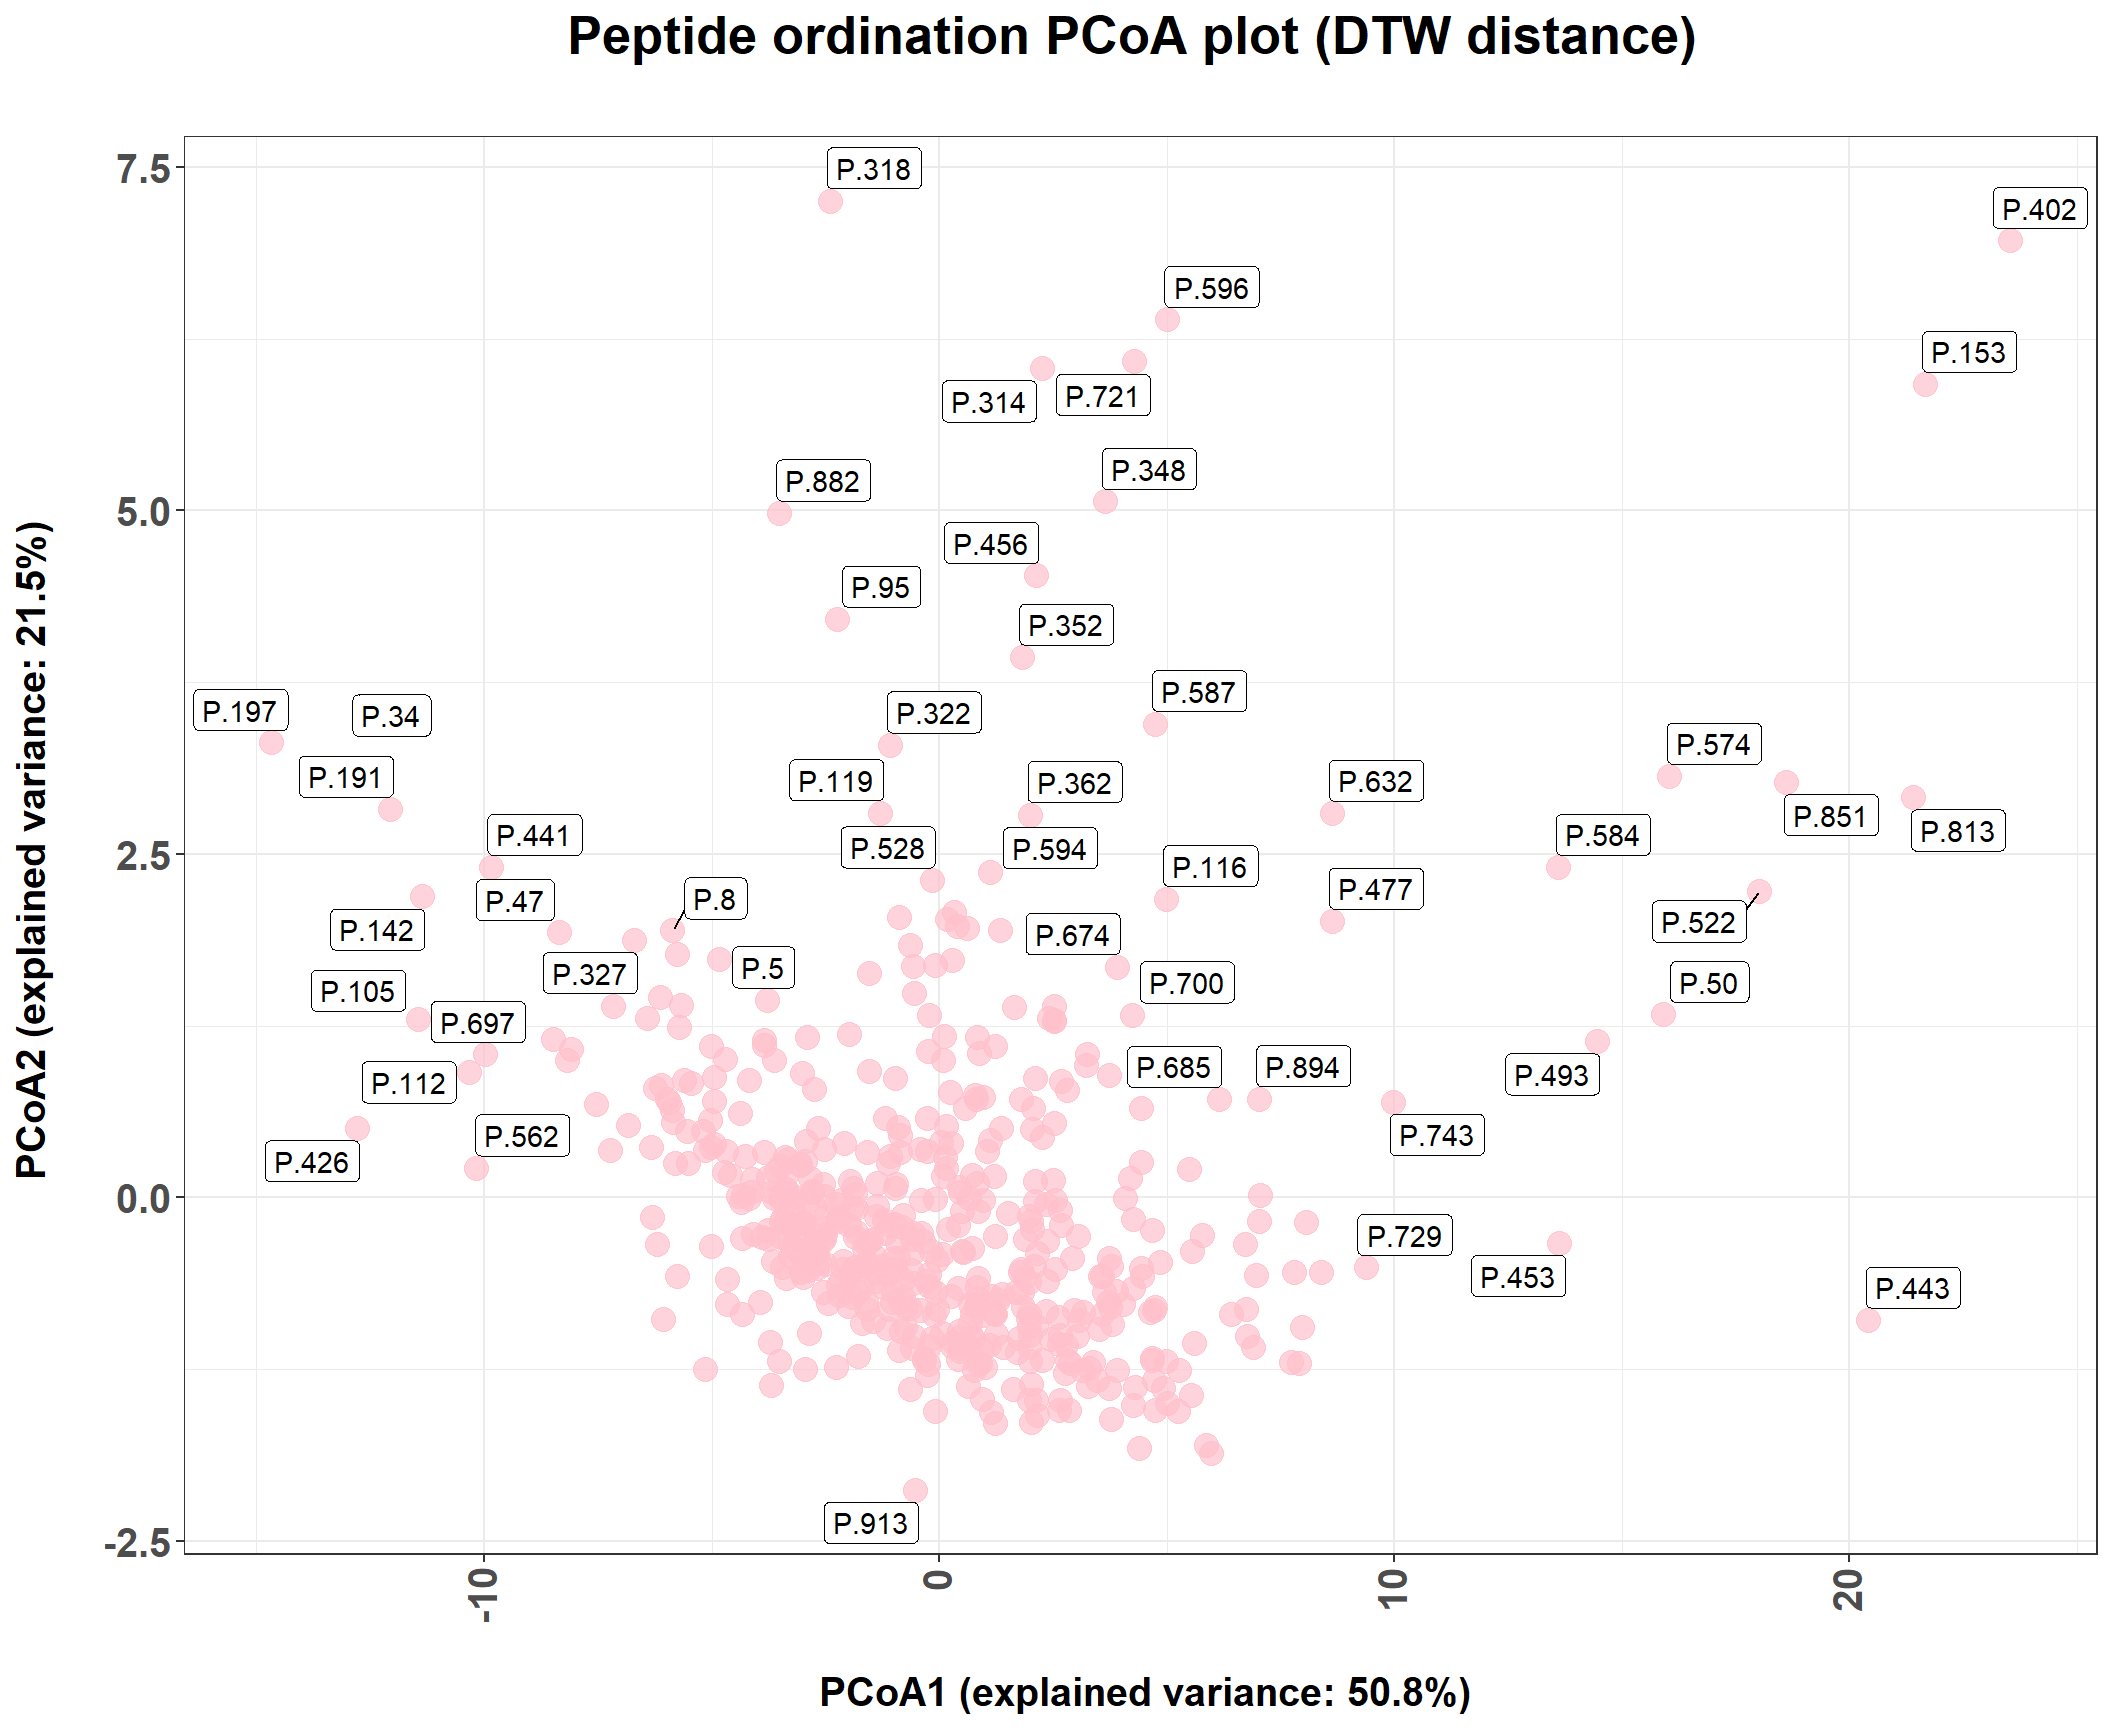 Peptide ordination PCoA plot (DTW distance)
7.5
5.0
2.5
0.0
-2.5
PCoA2 (explained variance: 21.5%)
P.318
P.402
P.596
P.153
P.314
P.721
P.348
P.882
P.456
P.95
P.352
P.587
P.197
P.34
P.322
P.574
P.191
P.119
P.362
P.632
P.851
P.813
P.441
P.528
P.594
P.584
P.116
P.47
P.8
P.477
P.142
P.674
P.522
P.327
P.5
P.105
P.700
P.50
P.697
P.112
P.685
P.894
P.493
P.562
P.743
P.426
P.729
P.453
P.443
P.913
-10
0
10
20
PCoA1 (explained variance: 50.8%)